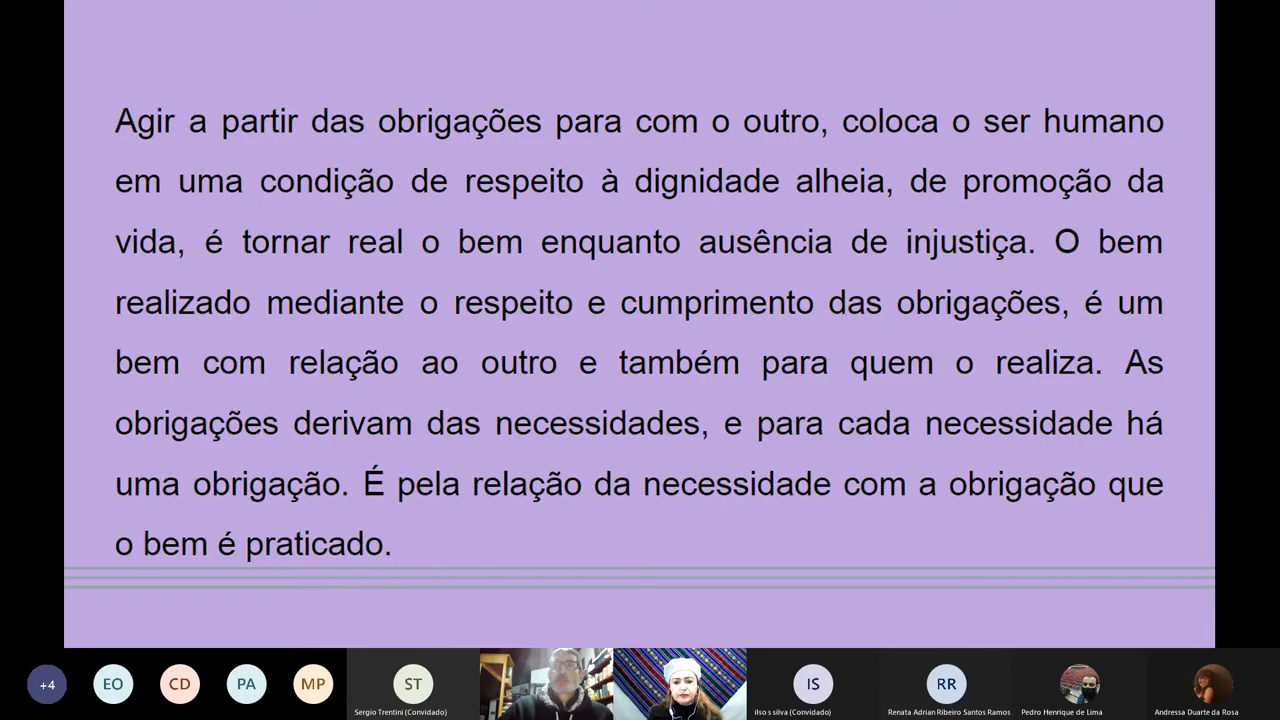 Agir a partir das obrigações para com o outro, coloca o ser humano
em uma condição de respeito à dignidade alheia, de promoção da
vida, é tornar real o bem enquanto ausência de injustiça. O bem
realizado mediante o respeito e cumprimento das obrigações, é um
bem com relação ao outro e também para quem o realiza. As
obrigações derivam das necessidades, e para cada necessidade há
uma obrigação. É pela relação da necessidade com a obrigação que
o bem é praticado.
+4 EO CD PA MP ST IS RR
Sergio Trentini (Convidado) ilso s silva (Convidado) Renata Adrian Ribeiro Santos Ramos Pedro Henrique de Lima Andressa Duarte da Rosa